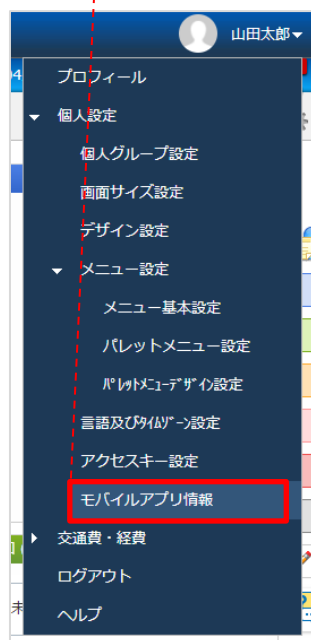 山田太郎▼
04
プロフィール
個人設定
個人グループ設定
画面サイズ設定
デザイン設定
メニュー設定
メニュー基本設定
パレットメニュー設定
ﾊﾟﾚｯﾄﾒﾆｭｰﾃﾞｻﾞｲﾝ設定
言語及びﾀｲﾑｿﾞｰﾝ設定
アクセスキー設定
モバイルアプリ情報
交通費・経費
ログアウト
未
ヘルプ